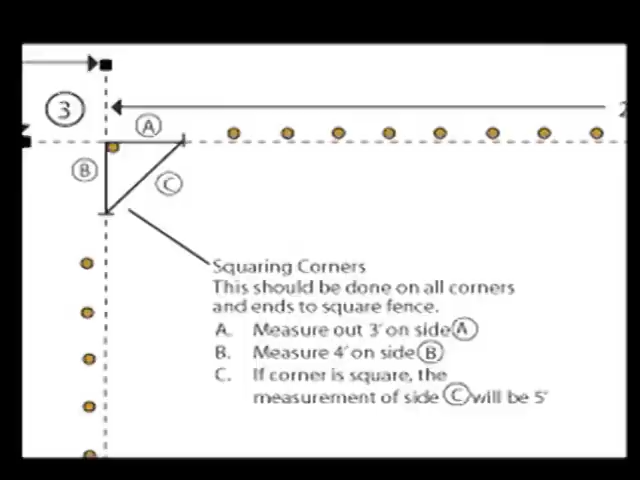 3
2
A
B
C
Squaring Corners
This should be done on all corners
and ends to square fence.
A. Measure out 3' on side A
B. Measure 4' on side B
C. If corner is square, the
measurement of side C will be 5'